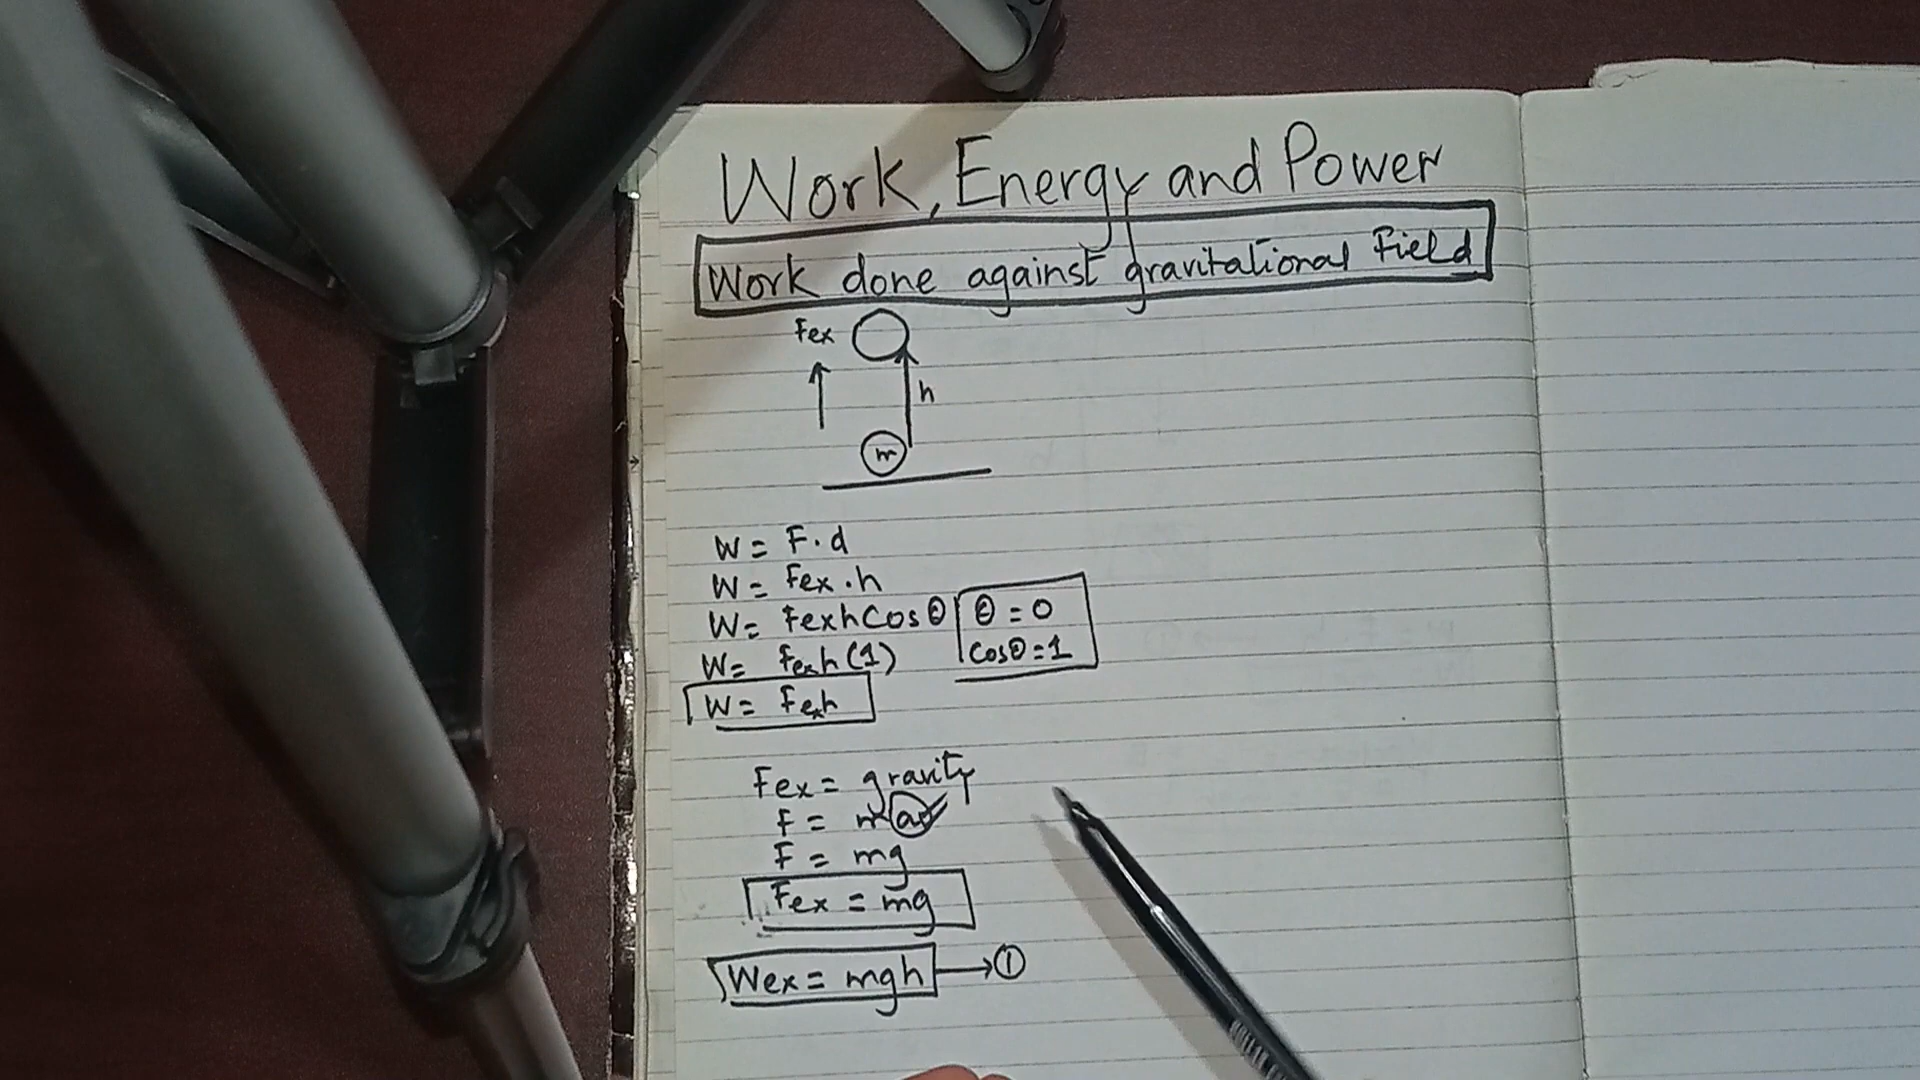 Work, Energy and Power
Work done against gravitational Field
Fex
h
m
W = F.d
W = Fex.h
W = FexhCosθ
θ = 0
Cosθ = 1
W = Fexh(1)
W = Fexh
Fex = gravity
F = ma
F = mg
Fex = mg
Wex = mgh → ①